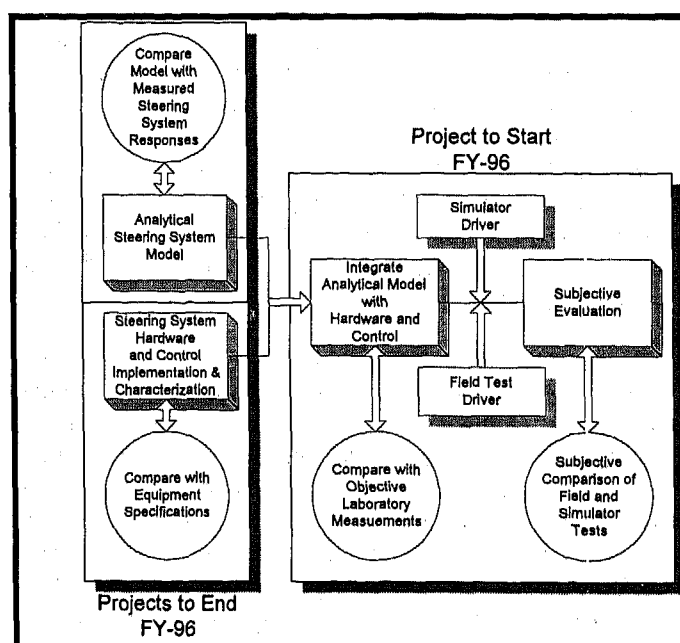 Compare
Model with
Measured
Steering
System
Responses
Analytical
Steering System
Model
Steering System
Hardware
and Control
Implementation &
Characterization
Compare with
Equipment
Specifications
Projects to End
FY-96
Project to Start
FY-96
Simulator
Driver
Integrate
Analytical Model
with
Hardware and
Control
Subjective
Evaluation
Field Test
Driver
Compare with
Objective
Laboratory
Measuements
Subjective
Comparison of
Field and
Simulator
Tests